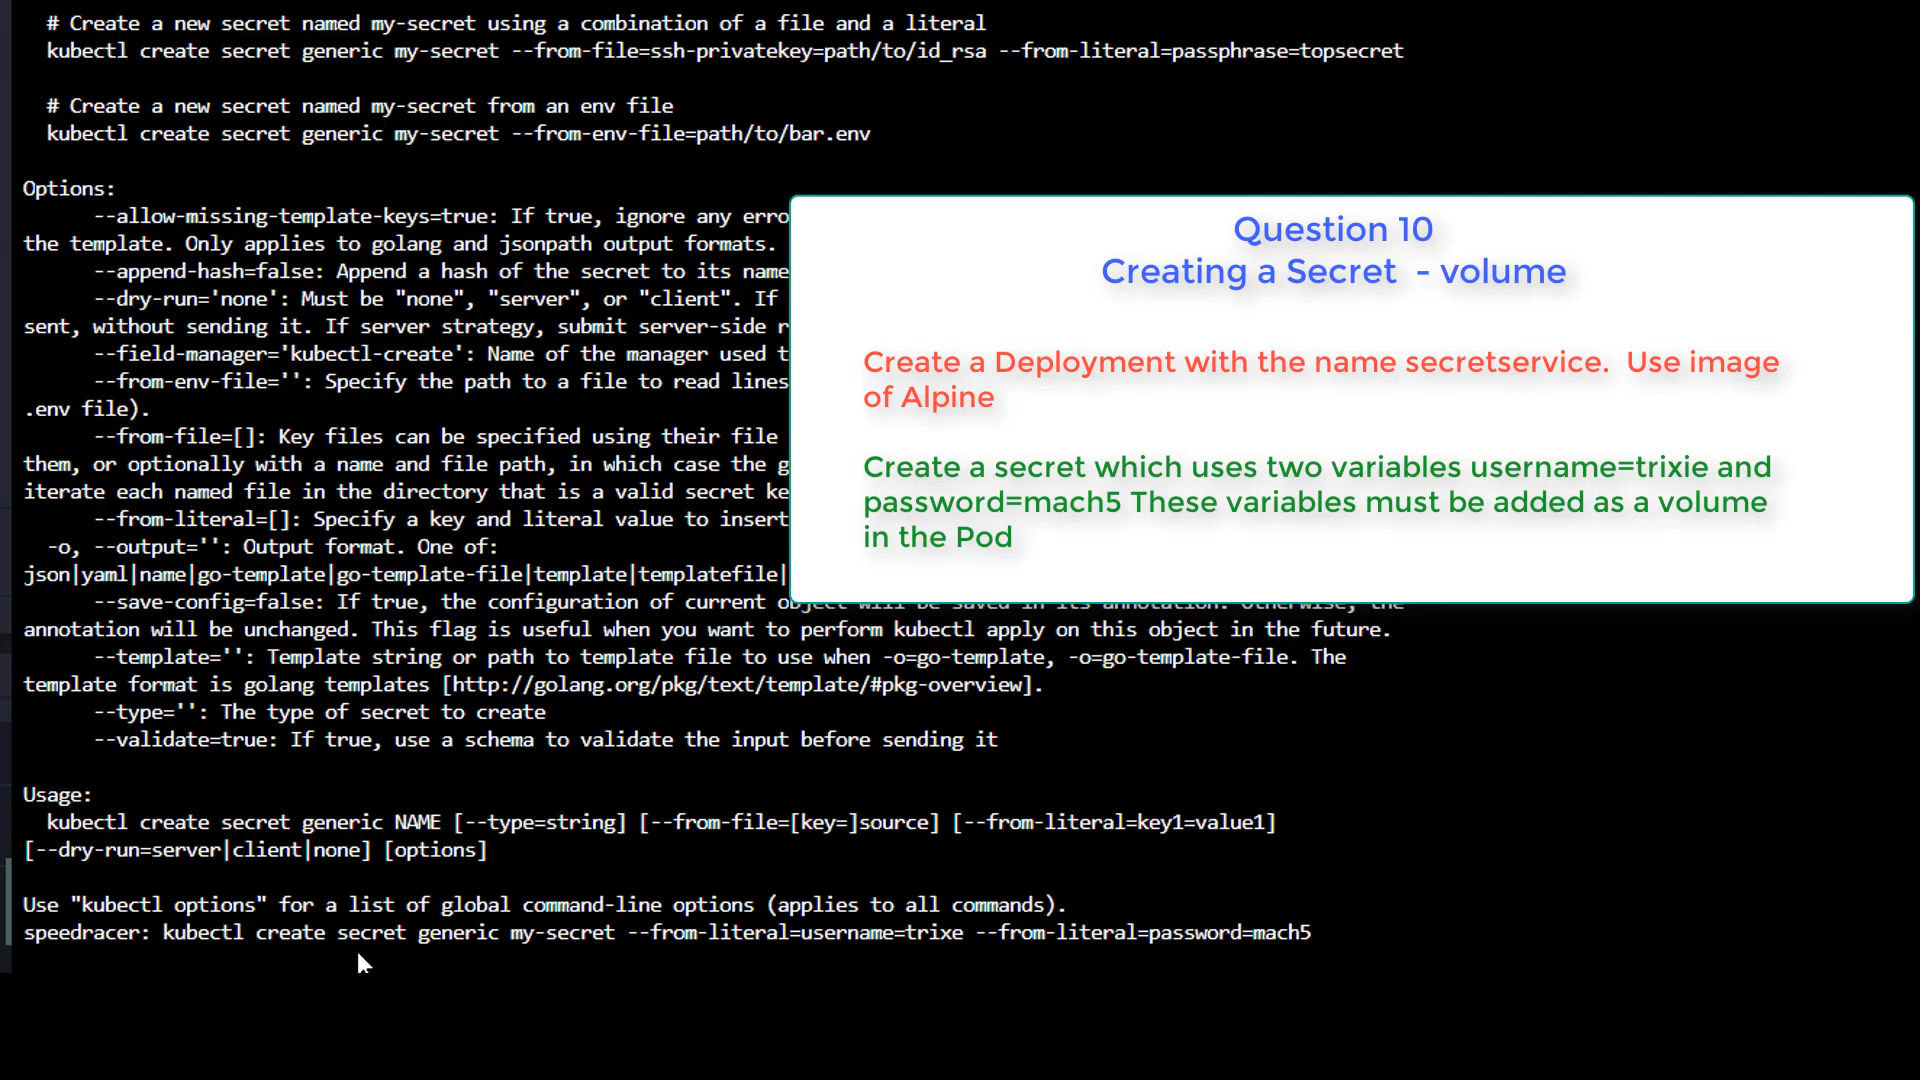 # Create a new secret named my-secret using a combination of a file and a literal
kubectl create secret generic my-secret --from-file=ssh-privatekey=path/to/id_rsa --from-literal=passphrase=topsecret
# Create a new secret named my-secret from an env file
kubectl create secret generic my-secret --from-env-file=path/to/bar.env
Options:
--allow-missing-template-keys=true: If true, ignore any erro
the template. Only applies to golang and jsonpath output formats.
--append-hash=false: Append a hash of the secret to its name
--dry-run='none': Must be "none", "server", or "client". If
sent, without sending it. If server strategy, submit server-side r
--field-manager='kubectl-create': Name of the manager used t
--from-env-file='': Specify the path to a file to read lines
.env file).
--from-file=[]: Key files can be specified using their file
them, or optionally with a name and file path, in which case the g
iterate each named file in the directory that is a valid secret ke
--from-literal=[]: Specify a key and literal value to insert
-o, --output='': Output format. One of:
json|yaml|name|go-template|go-template-file|template|templatefile|
--save-config=false: If true, the configuration of current object will be saved in its annotation. Otherwise, the
annotation will be unchanged. This flag is useful when you want to perform kubectl apply on this object in the future.
--template='': Template string or path to template file to use when -o=go-template, -o=go-template-file. The
template format is golang templates [http://golang.org/pkg/text/template/#pkg-overview].
--type='': The type of secret to create
--validate=true: If true, use a schema to validate the input before sending it
Usage:
kubectl create secret generic NAME [--type=string] [--from-file=[key=]source] [--from-literal=key1=value1]
[--dry-run=server|client|none] [options]
Use "kubectl options" for a list of global command-line options (applies to all commands).
speedracer: kubectl create secret generic my-secret --from-literal=username=trixe --from-literal=password=mach5
Question 10
Creating a Secret - volume
Create a Deployment with the name secretservice. Use image
of Alpine
Create a secret which uses two variables username=trixie and
password=mach5 These variables must be added as a volume
in the Pod